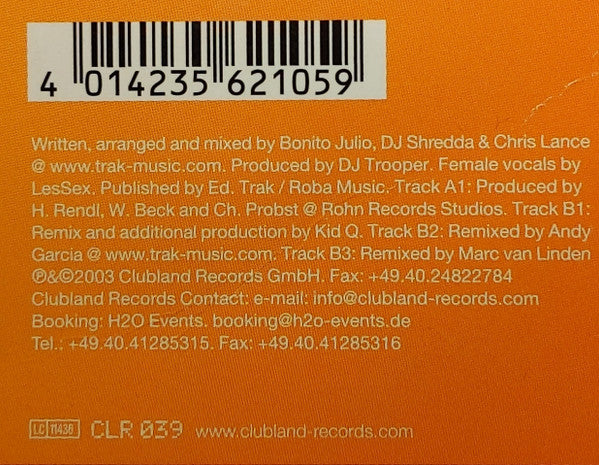 4 014235 621059
Written, arranged and mixed by Bonito Julio, DJ Shredda & Chris Lance
@ www.trak-music.com. Produced by DJ Trooper. Female vocals by
LesSex. Published by Ed. Trak / Roba Music. Track A1: Produced by
H. Rendl, W. Beck and Ch. Probst @ Rohn Records Studios. Track B1:
Remix and additional production by Kid Q. Track B2: Remixed by Andy
Garcia @ www.trak-music.com. Track B3: Remixed by Marc van Linden
℗&©2003 Clubland Records GmbH. Fax: +49.40.24822784
Clubland Records Contact: e-mail: info@clubland-records.com
Booking: H2O Events. booking@h2o-events.de
Tel.: +49.40.41285315. Fax: +49.40.41285316
LC 11436 CLR 039 www.clubland-records.com